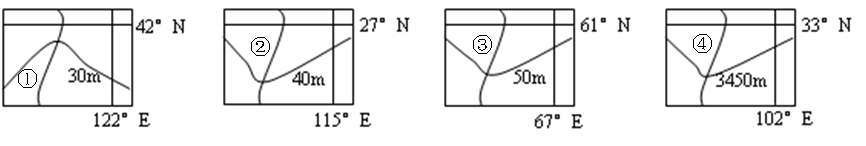 ① 30m 42° N 122° E
② 40m 27° N 115° E
③ 50m 61° N 67° E
④ 3450m 33° N 102° E